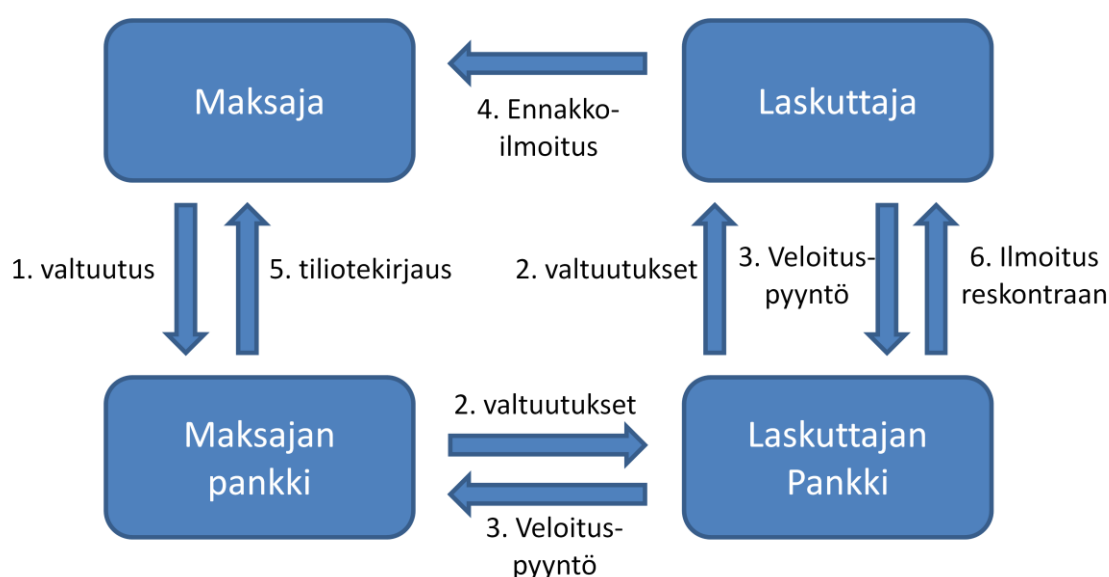 Maksaja
Laskuttaja
4. Ennakko-
ilmoitus
1. valtuutus
5. tiliotekirjaus
2. valtuutukset
3. Veloitus-
pyyntö
6. Ilmoitus
reskontraan
Maksajan
pankki
2. valtuutukset
3. Veloitus-
pyyntö
Laskuttajan
Pankki